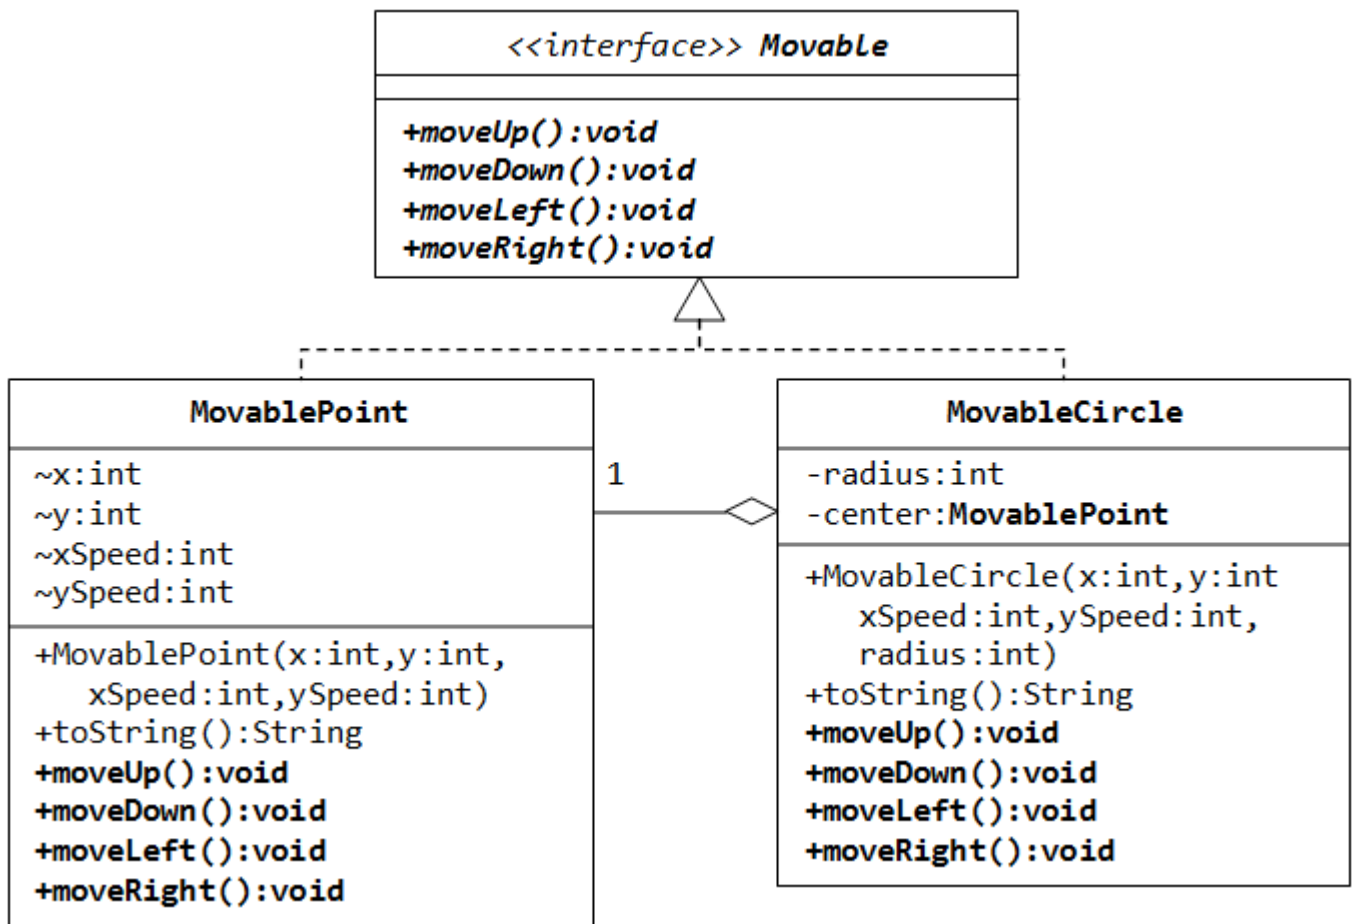 <<interface>> Movable
+moveUp():void
+moveDown():void
+moveLeft():void
+moveRight():void
MovablePoint
~x:int
~y:int
~xSpeed:int
~ySpeed:int
+MovablePoint(x:int,y:int,
xSpeed:int,ySpeed:int)
+toString():String
+moveUp():void
+moveDown():void
+moveLeft():void
+moveRight():void
1
MovableCircle
-radius:int
-center:MovablePoint
+MovableCircle(x:int,y:int
xSpeed:int,ySpeed:int,
radius:int)
+toString():String
+moveUp():void
+moveDown():void
+moveLeft():void
+moveRight():void